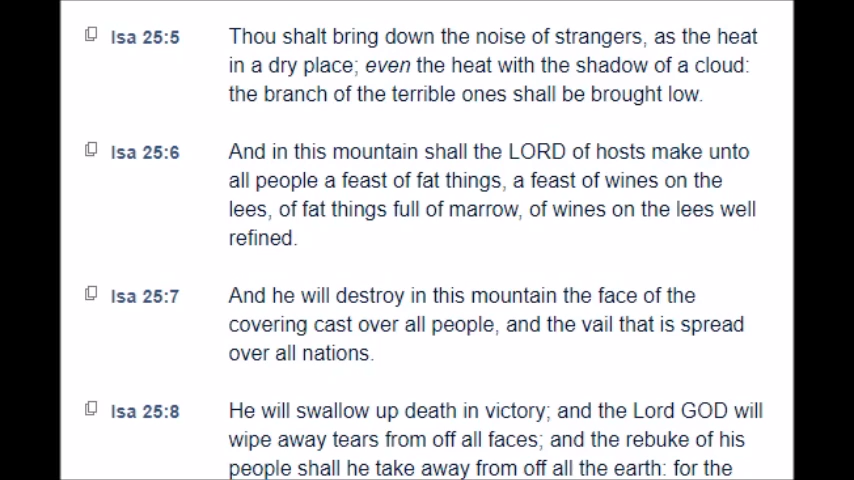 Isa 25:5 Thou shalt bring down the noise of strangers, as the heat
in a dry place; even the heat with the shadow of a cloud:
the branch of the terrible ones shall be brought low.
Isa 25:6 And in this mountain shall the LORD of hosts make unto
all people a feast of fat things, a feast of wines on the
lees, of fat things full of marrow, of wines on the lees well
refined.
Isa 25:7 And he will destroy in this mountain the face of the
covering cast over all people, and the vail that is spread
over all nations.
Isa 25:8 He will swallow up death in victory; and the Lord GOD will
wipe away tears from off all faces; and the rebuke of his
people shall he take away from off all the earth: for the